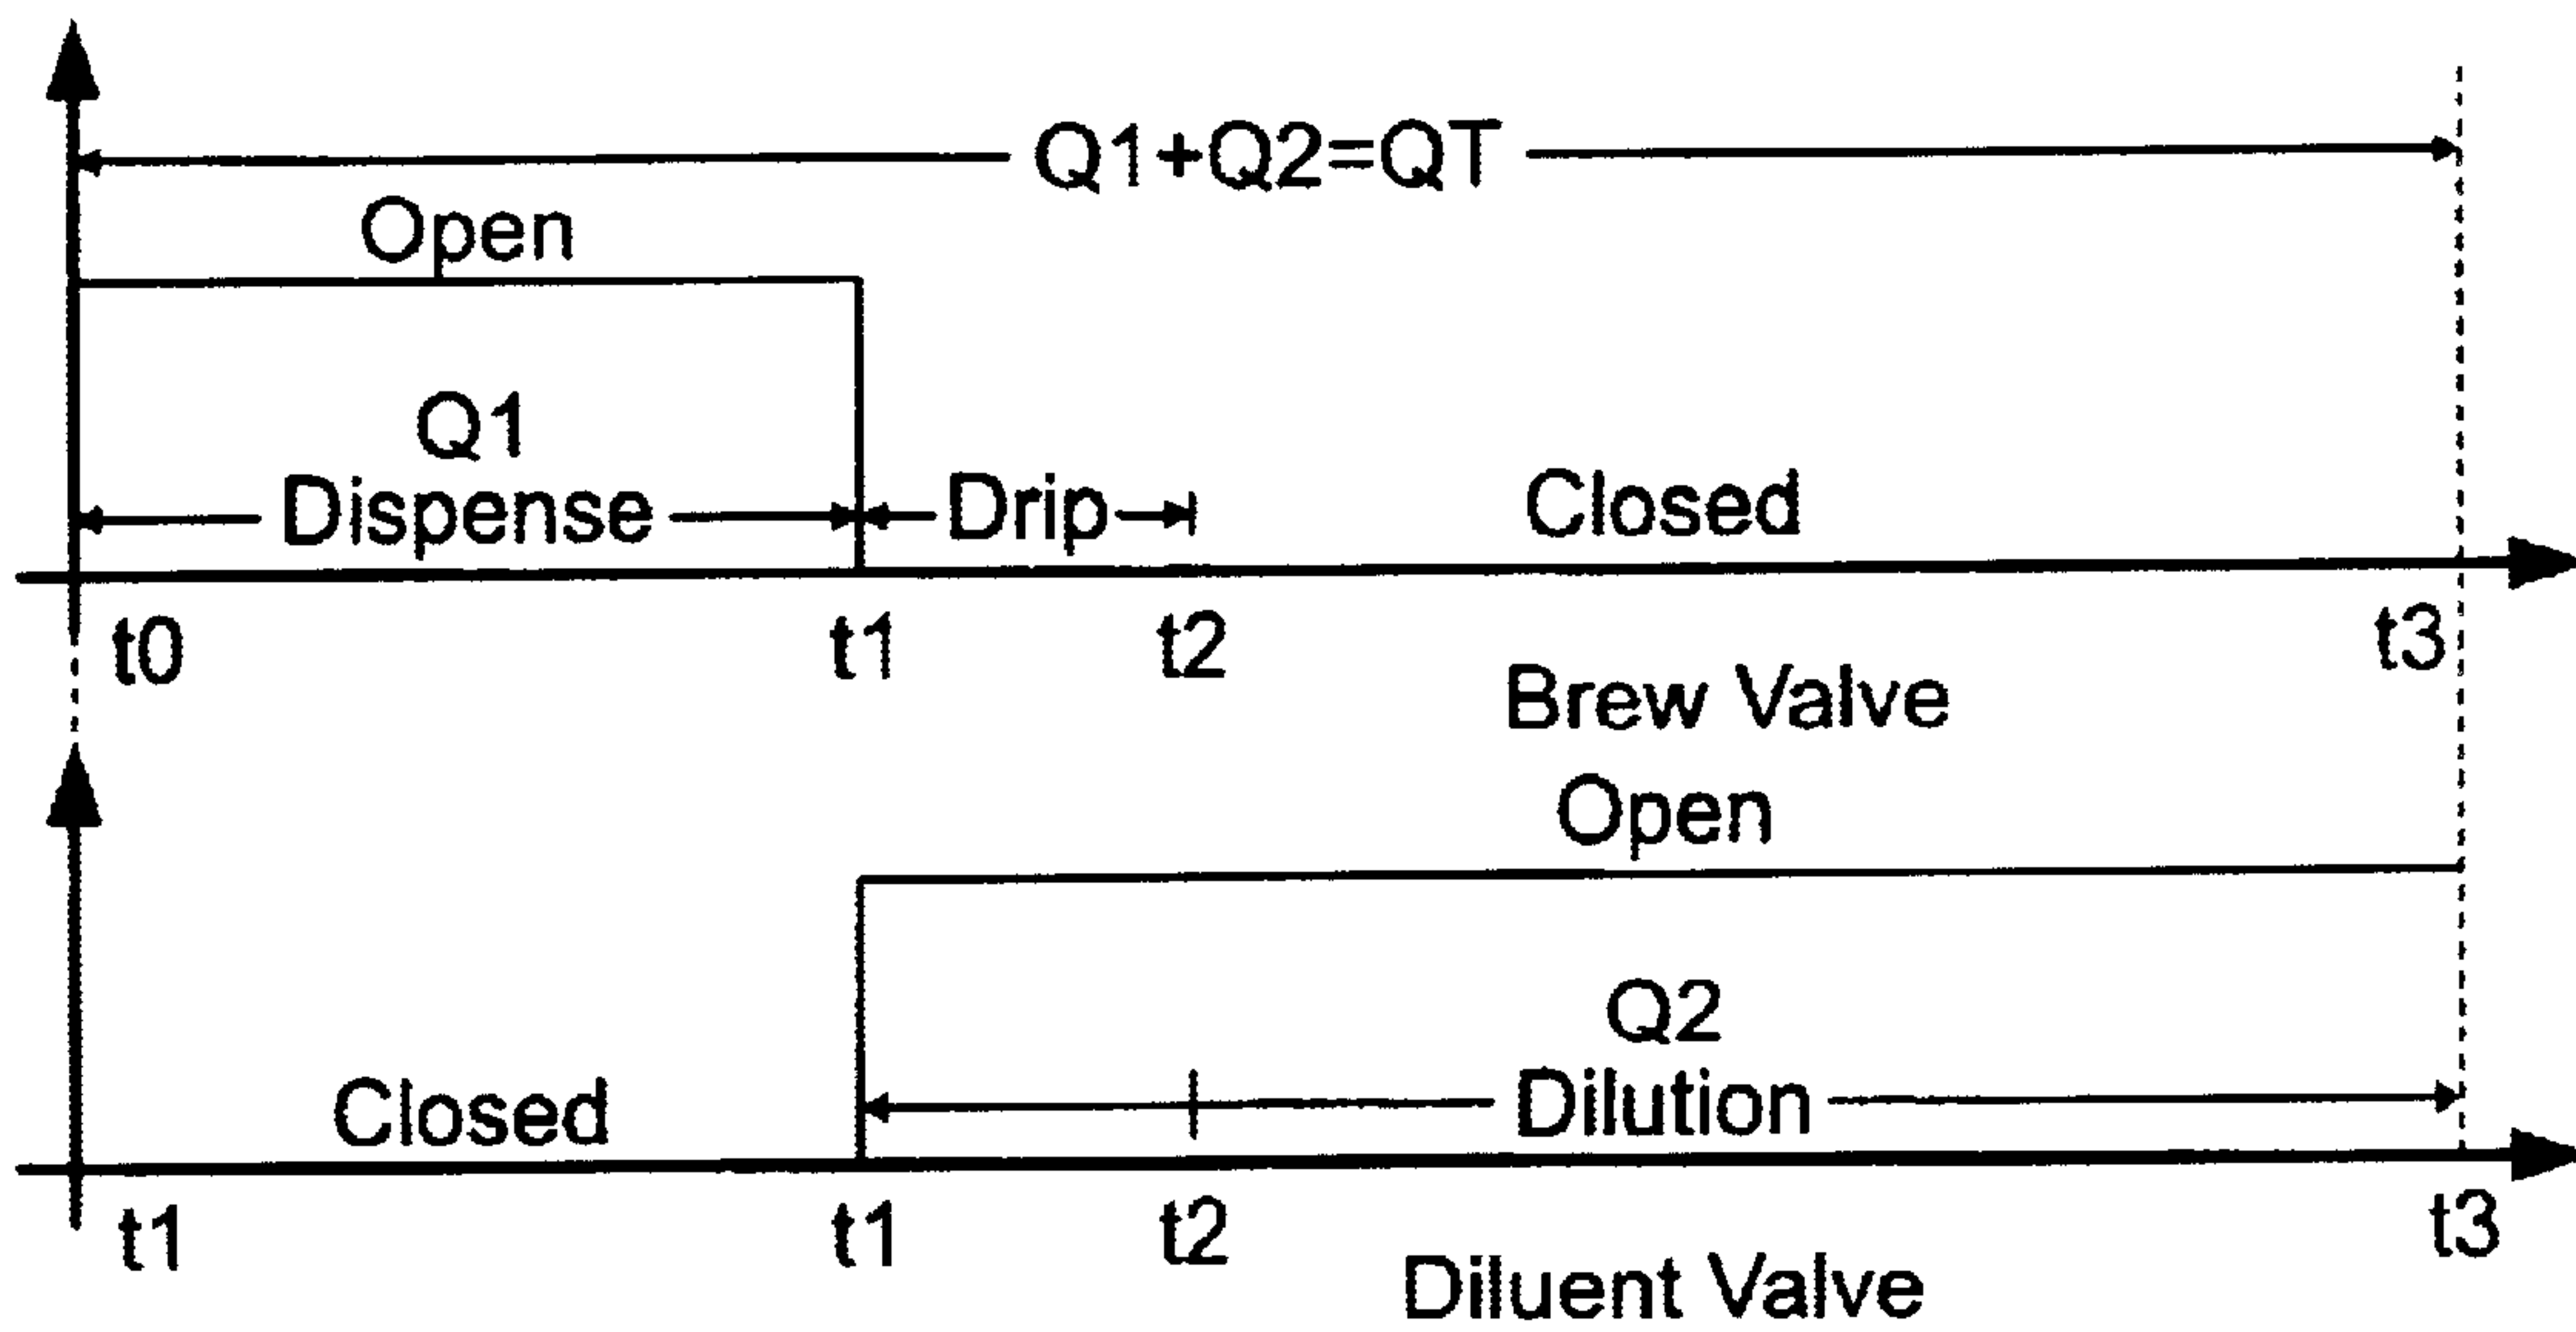 Q1+Q2=QT
Open
Q1
Dispense Drip Closed
t0 t1 t2 t3
Brew Valve
Open
Q2
Closed Dilution
t1 t1 t2 t3
Diluent Valve